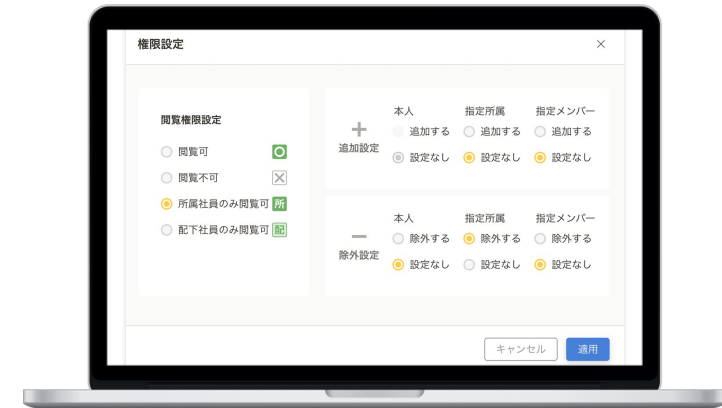 権限設定
閲覧権限設定
閲覧可
閲覧不可
所属社員のみ閲覧可 所
配下社員のみ閲覧可 配
追加設定
本人 指定所属 指定メンバー
追加する 追加する 追加する
設定なし 設定なし 設定なし
除外設定
本人 指定所属 指定メンバー
除外する 除外する 除外する
設定なし 設定なし 設定なし
キャンセル 適用